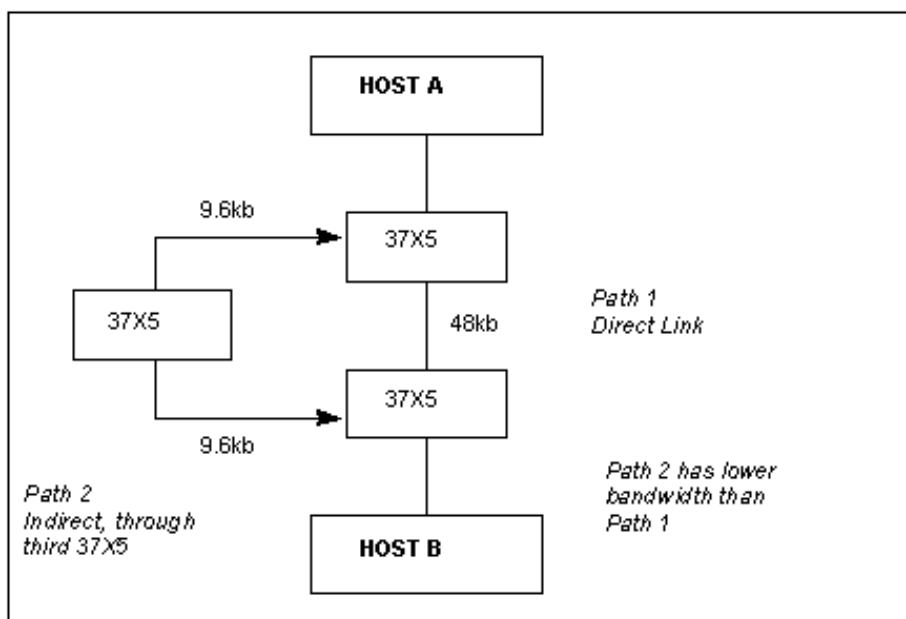 HOST A
9.6kb
37X5
37X5
48kb
Path 1
Direct Link
37X5
9.6kb
Path 2
Indirect, through
third 37X5
Path 2 has lower
bandwidth than
Path 1
HOST B